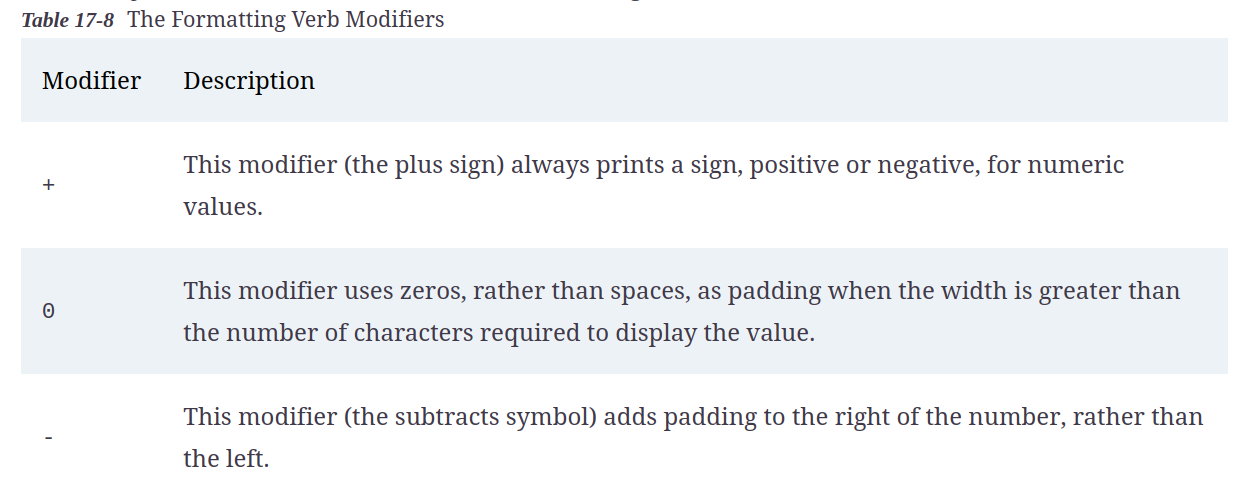 Table 17-8 The Formatting Verb Modifiers
Modifier Description
This modifier (the plus sign) always prints a sign, positive or negative, for numeric
+
values.
This modifier uses zeros, rather than spaces, as padding when the width is greater than
0
the number of characters required to display the value.
This modifier (the subtracts symbol) adds padding to the right of the number, rather than
-
the left.